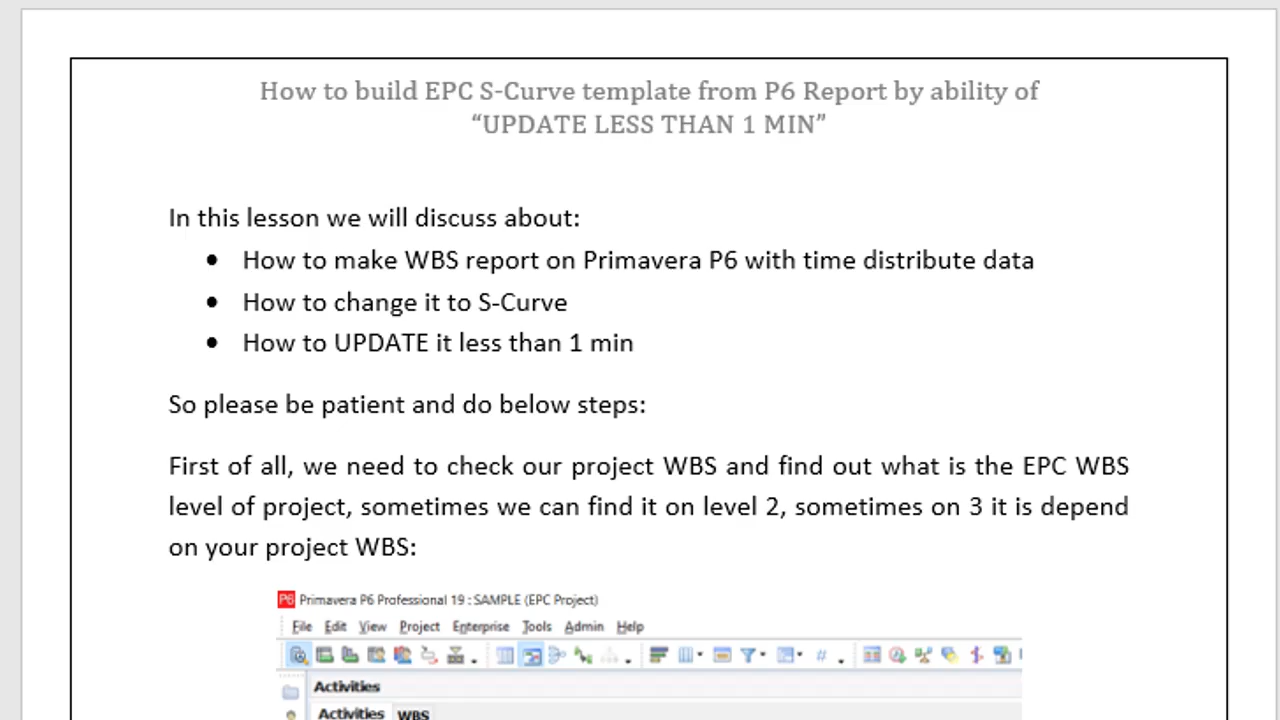 How to build EPC S-Curve template from P6 Report by ability of
“UPDATE LESS THAN 1 MIN”
In this lesson we will discuss about:
• How to make WBS report on Primavera P6 with time distribute data
• How to change it to S-Curve
• How to UPDATE it less than 1 min
So please be patient and do below steps:
First of all, we need to check our project WBS and find out what is the EPC WBS
level of project, sometimes we can find it on level 2, sometimes on 3 it is depend
on your project WBS:
P6 Primavera P6 Professional 19 : SAMPLE (EPC Project)
File Edit View Project Enterprise Tools Admin Help
Activities
Activities WBS